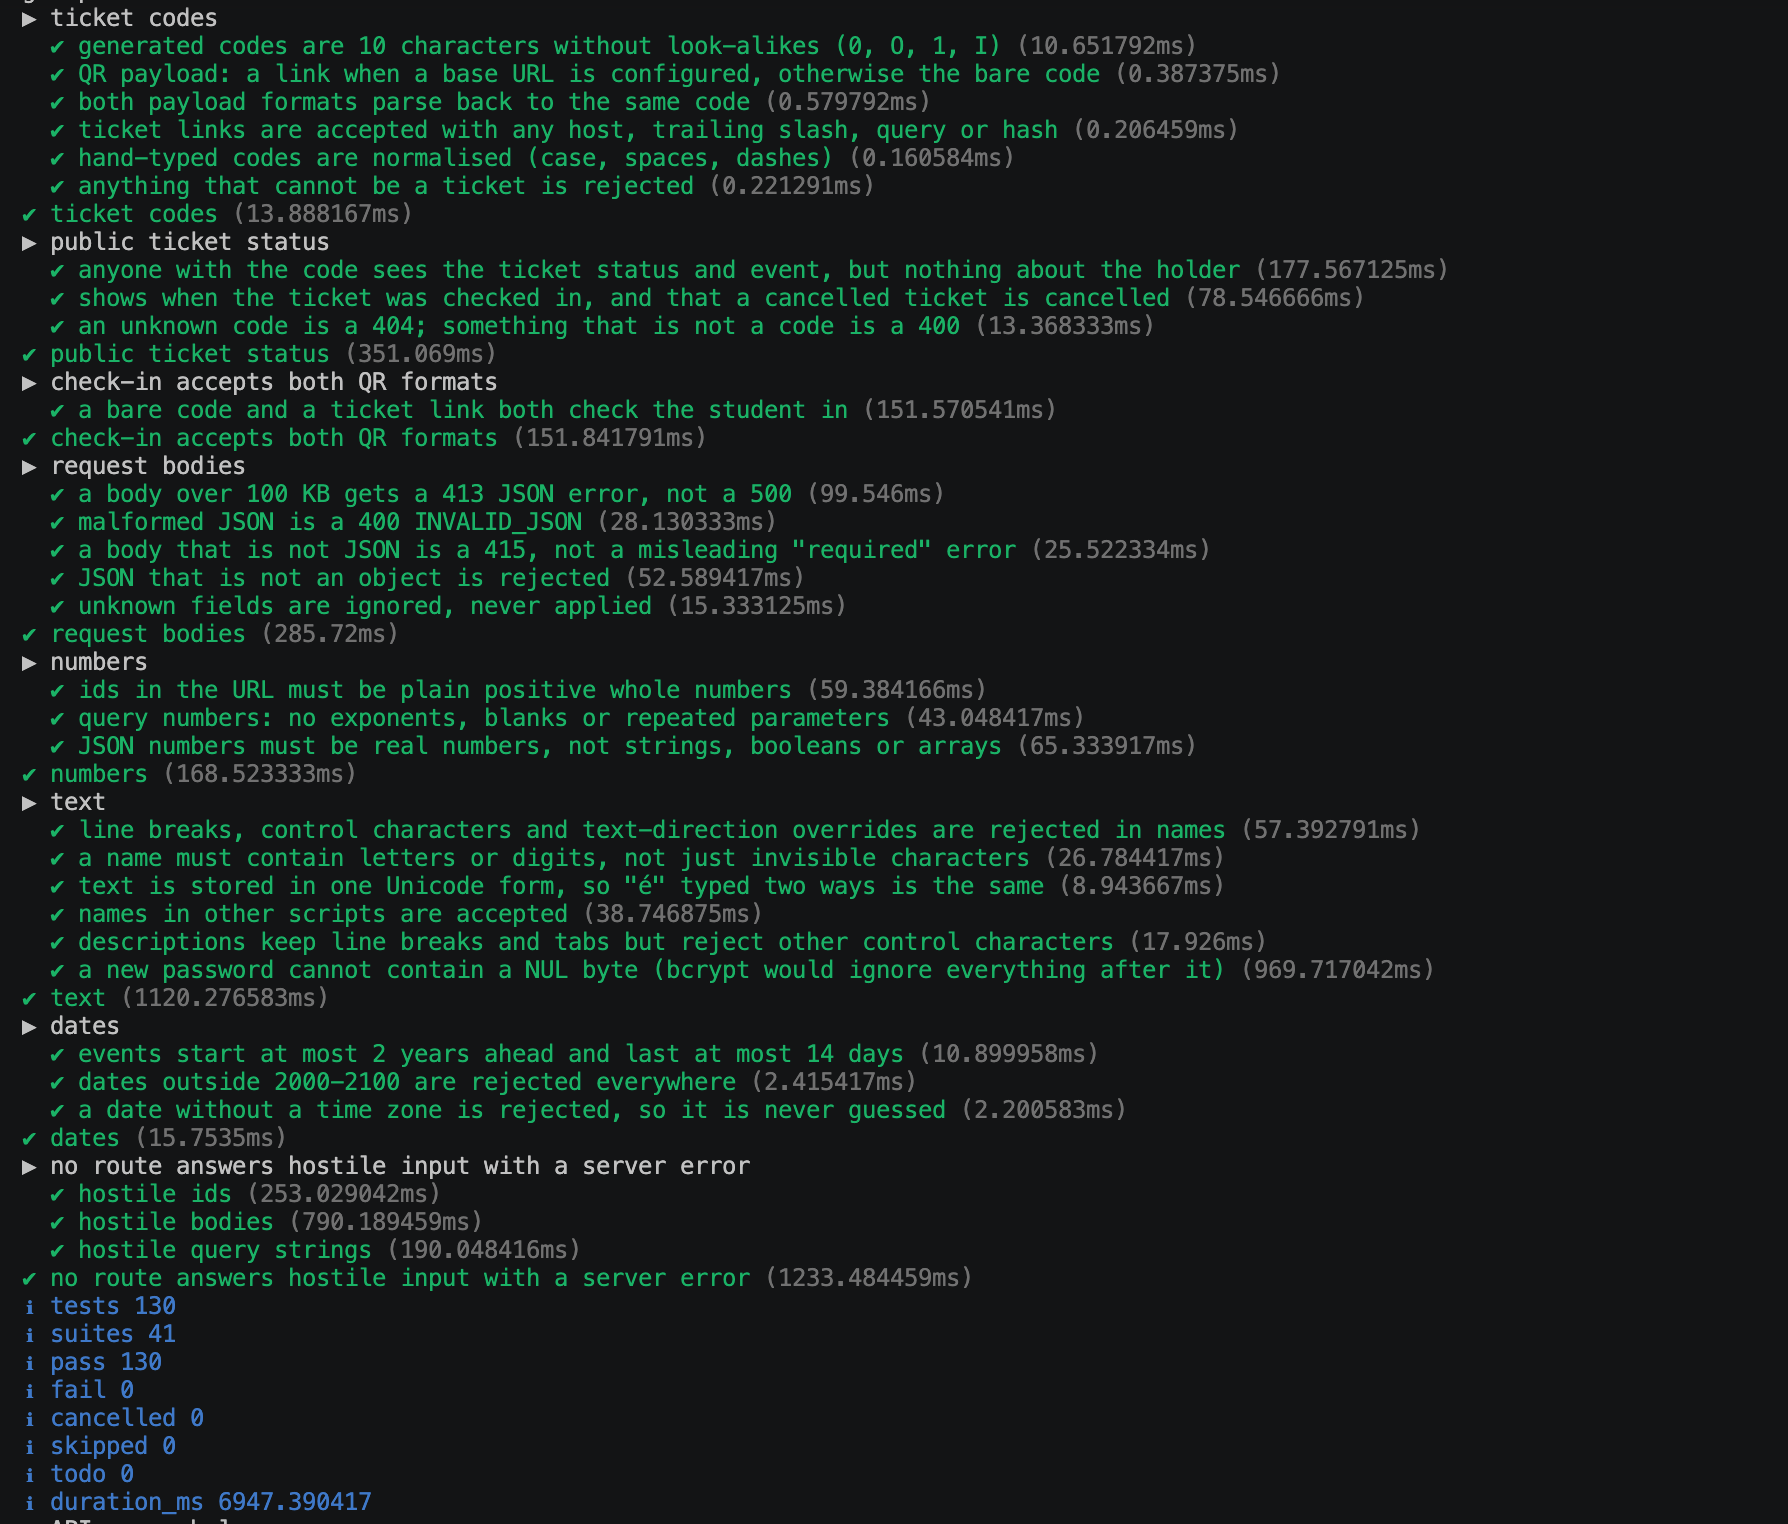 ▶ ticket codes
✔ generated codes are 10 characters without look-alikes (0, O, 1, I) (10.651792ms)
✔ QR payload: a link when a base URL is configured, otherwise the bare code (0.387375ms)
✔ both payload formats parse back to the same code (0.579792ms)
✔ ticket links are accepted with any host, trailing slash, query or hash (0.206459ms)
✔ hand-typed codes are normalised (case, spaces, dashes) (0.160584ms)
✔ anything that cannot be a ticket is rejected (0.221291ms)
✔ ticket codes (13.888167ms)
▶ public ticket status
✔ anyone with the code sees the ticket status and event, but nothing about the holder (177.567125ms)
✔ shows when the ticket was checked in, and that a cancelled ticket is cancelled (78.546666ms)
✔ an unknown code is a 404; something that is not a code is a 400 (13.368333ms)
✔ public ticket status (351.069ms)
▶ check-in accepts both QR formats
✔ a bare code and a ticket link both check the student in (151.570541ms)
✔ check-in accepts both QR formats (151.841791ms)
▶ request bodies
✔ a body over 100 KB gets a 413 JSON error, not a 500 (99.546ms)
✔ malformed JSON is a 400 INVALID_JSON (28.130333ms)
✔ a body that is not JSON is a 415, not a misleading "required" error (25.522334ms)
✔ JSON that is not an object is rejected (52.589417ms)
✔ unknown fields are ignored, never applied (15.333125ms)
✔ request bodies (285.72ms)
▶ numbers
✔ ids in the URL must be plain positive whole numbers (59.384166ms)
✔ query numbers: no exponents, blanks or repeated parameters (43.048417ms)
✔ JSON numbers must be real numbers, not strings, booleans or arrays (65.333917ms)
✔ numbers (168.523333ms)
▶ text
✔ line breaks, control characters and text-direction overrides are rejected in names (57.392791ms)
✔ a name must contain letters or digits, not just invisible characters (26.784417ms)
✔ text is stored in one Unicode form, so "é" typed two ways is the same (8.943667ms)
✔ names in other scripts are accepted (38.746875ms)
✔ descriptions keep line breaks and tabs but reject other control characters (17.926ms)
✔ a new password cannot contain a NUL byte (bcrypt would ignore everything after it) (969.717042ms)
✔ text (1120.276583ms)
▶ dates
✔ events start at most 2 years ahead and last at most 14 days (10.899958ms)
✔ dates outside 2000–2100 are rejected everywhere (2.415417ms)
✔ a date without a time zone is rejected, so it is never guessed (2.200583ms)
✔ dates (15.7535ms)
▶ no route answers hostile input with a server error
✔ hostile ids (253.029042ms)
✔ hostile bodies (790.189459ms)
✔ hostile query strings (190.048416ms)
✔ no route answers hostile input with a server error (1233.484459ms)
ℹ tests 130
ℹ suites 41
ℹ pass 130
ℹ fail 0
ℹ cancelled 0
ℹ skipped 0
ℹ todo 0
ℹ duration_ms 6947.390417